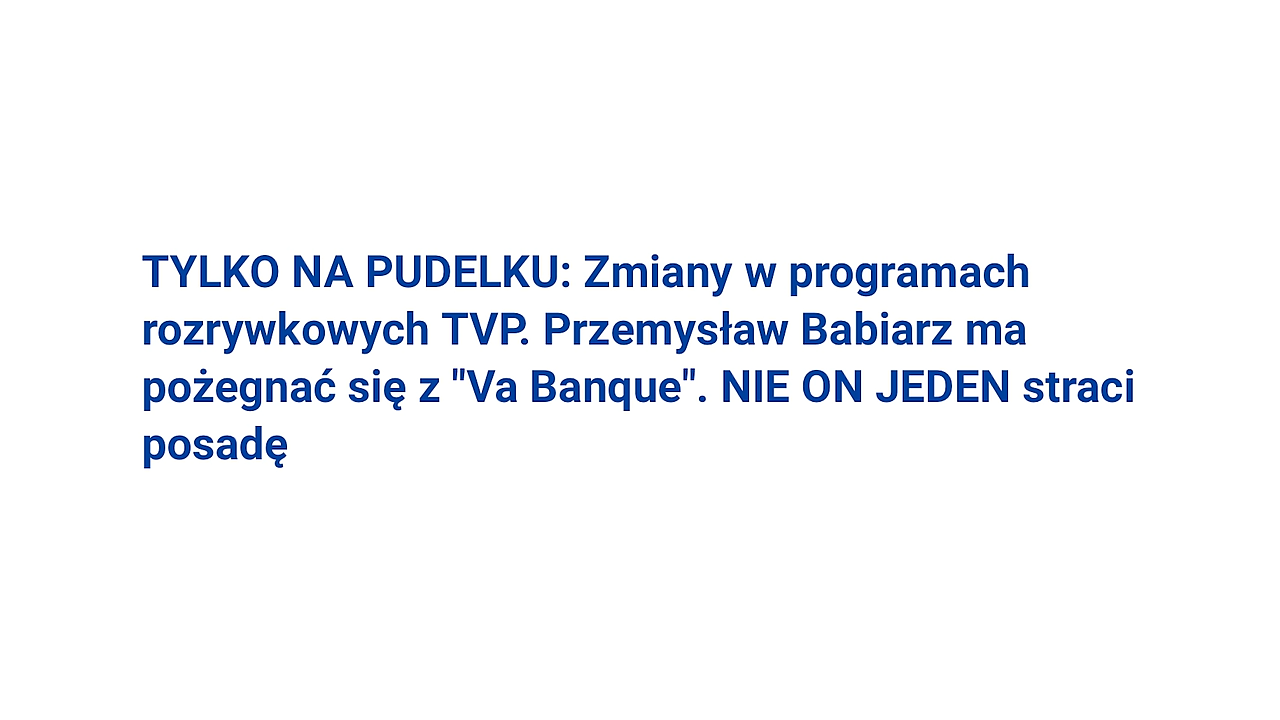 TYLKO NA PUDELKU: Zmiany w programach
rozrywkowych TVP. Przemysław Babiarz ma
pożegnać się z "Va Banque". NIE ON JEDEN straci
posadę